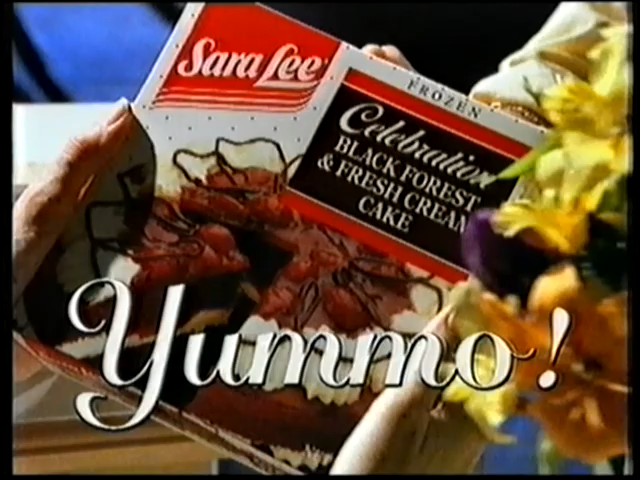 Sara Lee
FROZEN
Celebration
BLACK FOREST
& FRESH CREAM
CAKE
Yummo!